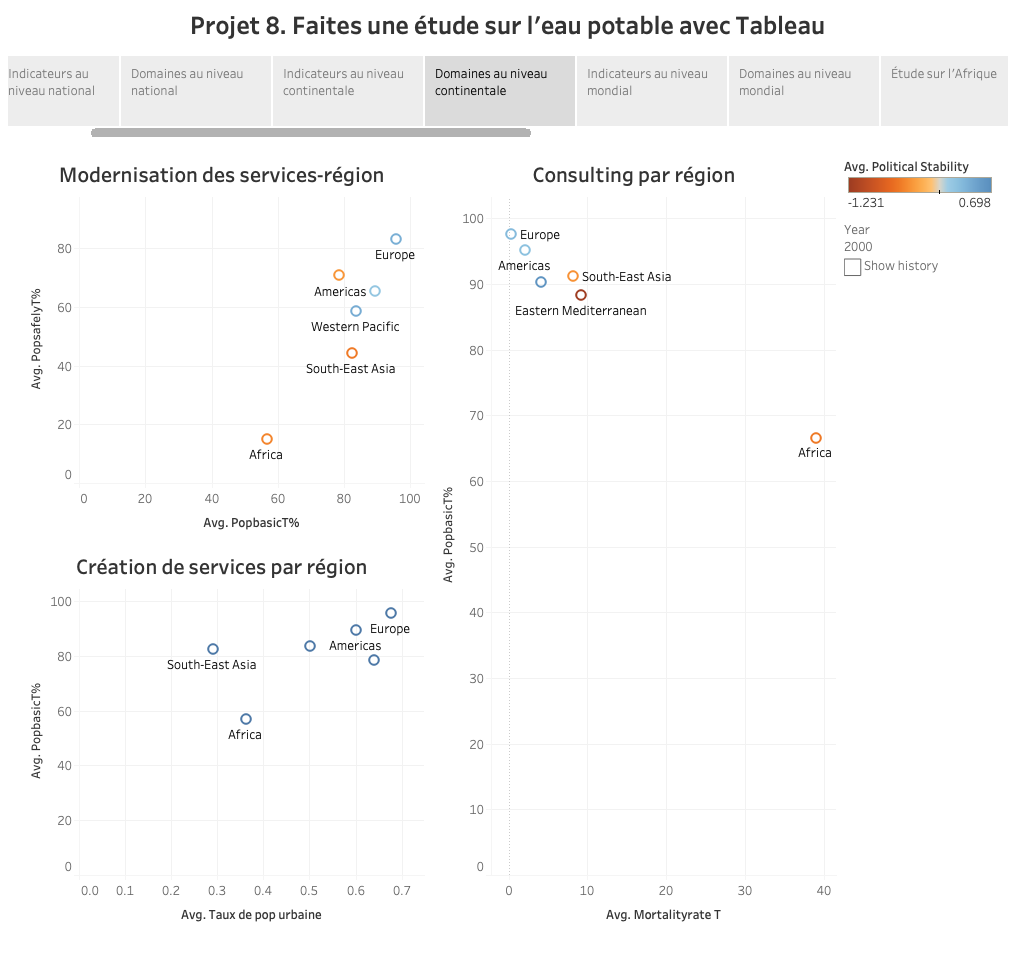 Projet 8. Faites une étude sur l'eau potable avec Tableau
Indicateurs au
niveau national
Domaines au niveau
national
Indicateurs au niveau
continentale
Domaines au niveau
continentale
Indicateurs au niveau
mondial
Domaines au niveau
mondial
Étude sur l'Afrique
Modernisation des services-région
80
60
40
20
0
Avg. PopsafelyT%
Europe
Americas
Western Pacific
South-East Asia
Africa
0 20 40 60 80 100
Avg. PopbasicT%
Création de services par région
100
80
60
40
20
0
Avg. PopbasicT%
Europe
Americas
South-East Asia
Africa
0.0 0.1 0.2 0.3 0.4 0.5 0.6 0.7
Avg. Taux de pop urbaine
Consulting par région
100
90
80
70
60
50
40
30
20
10
0
Avg. PopbasicT%
Europe
Americas
South-East Asia
Eastern Mediterranean
Africa
0 10 20 30 40
Avg. Mortalityrate T
Avg. Political Stability
-1.231 0.698
Year
2000
Show history